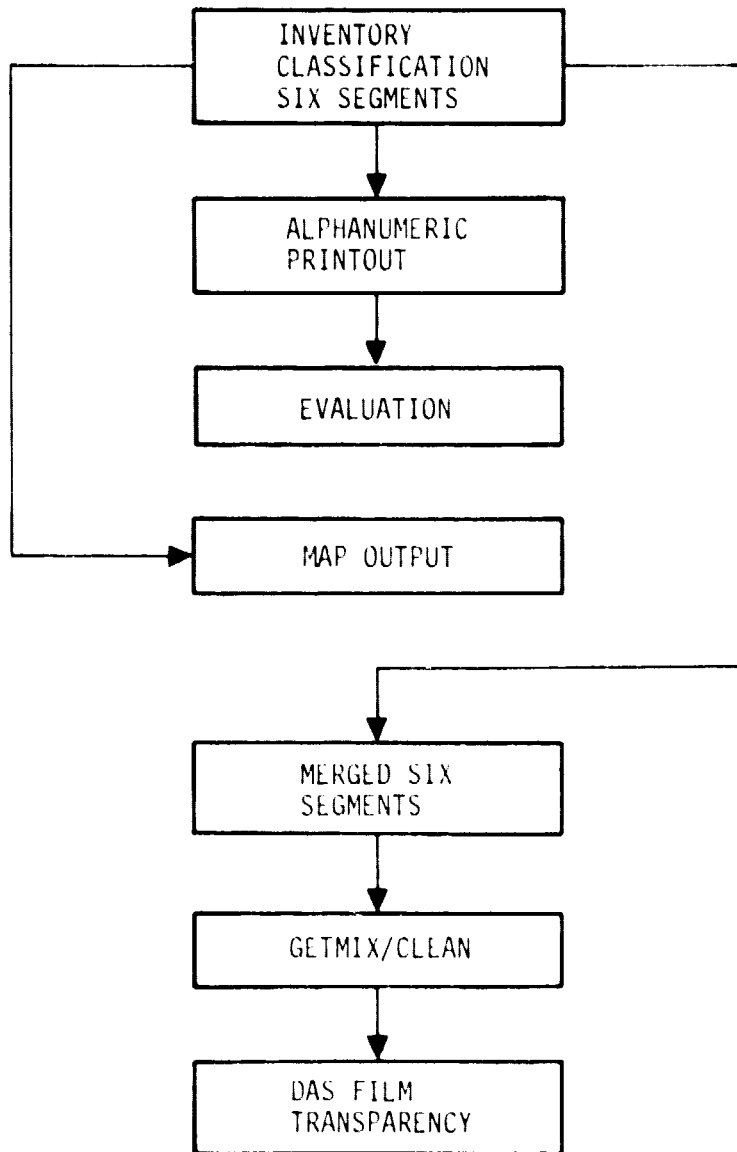 INVENTORY
CLASSIFICATION
SIX SEGMENTS
ALPHANUMERIC
PRINTOUT
EVALUATION
MAP OUTPUT
MERGED SIX
SEGMENTS
GETMIX/CLEAN
DAS FILM
TRANSPARENCY